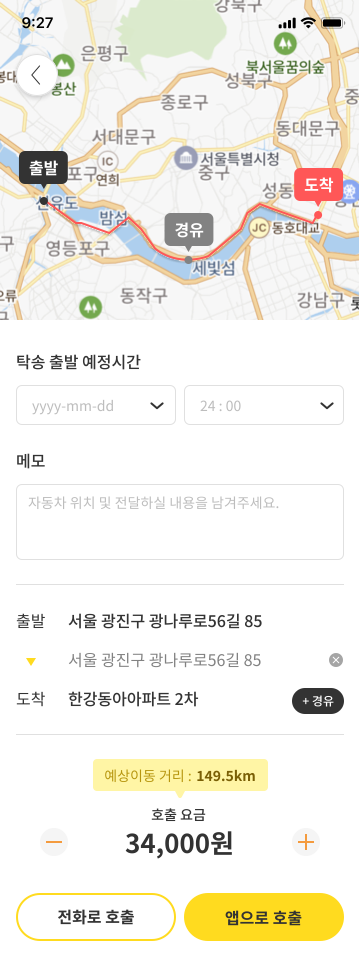 9:27
강북구
은평구
북서울꿈의숲
성북구
봉산
종로구
서대문구
동대문구
IC
연희
서울특별시청
중구
출발
도착
경유
밤섬
JC
동호대교
영등포구
세빛섬
동작구
강남구
탁송 출발 예정시간
yyyy-mm-dd
24 : 00
메모
자동차 위치 및 전달하실 내용을 남겨주세요.
출발
서울 광진구 광나루로56길 85
서울 광진구 광나루로56길 85
도착
한강동아아파트 2차
+ 경유
예상이동 거리 : 149.5km
호출 요금
34,000원
전화로 호출
앱으로 호출